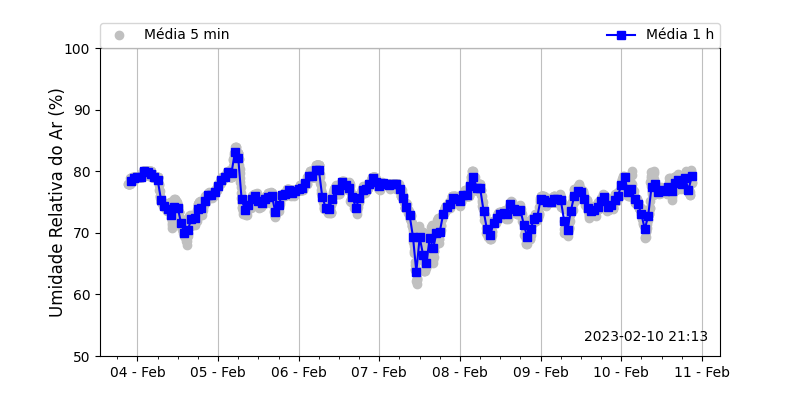 Média 5 min
Média 1 h
100
90
80
70
60
50
Umidade Relativa do Ar (%)
2023-02-10 21:13
04 - Feb
05 - Feb
06 - Feb
07 - Feb
08 - Feb
09 - Feb
10 - Feb
11 - Feb